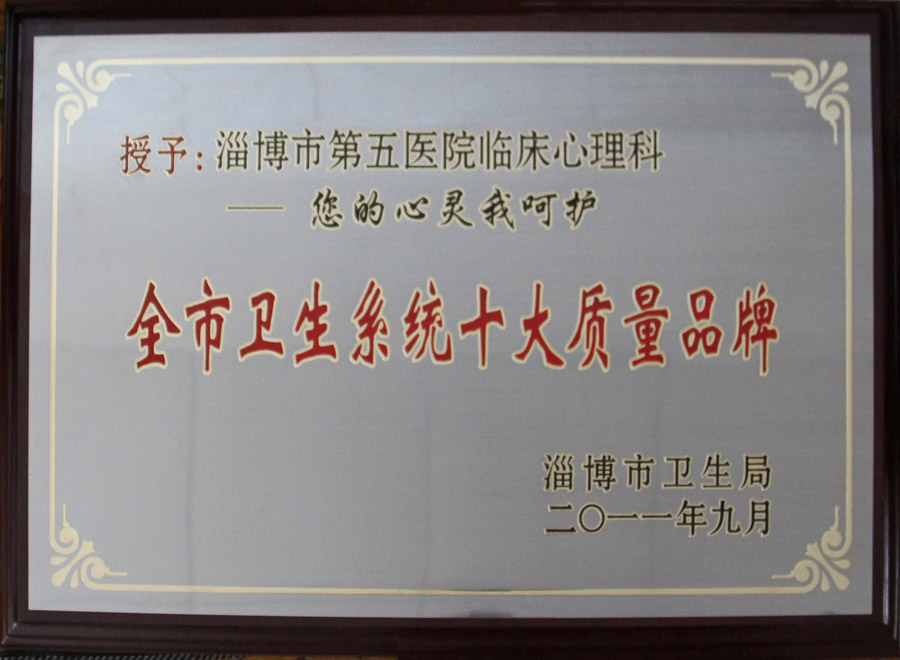 授予：淄博市第五医院临床心理科
—— 您的心灵我呵护
全市卫生系统十大质量品牌
淄博市卫生局
二〇一一年九月